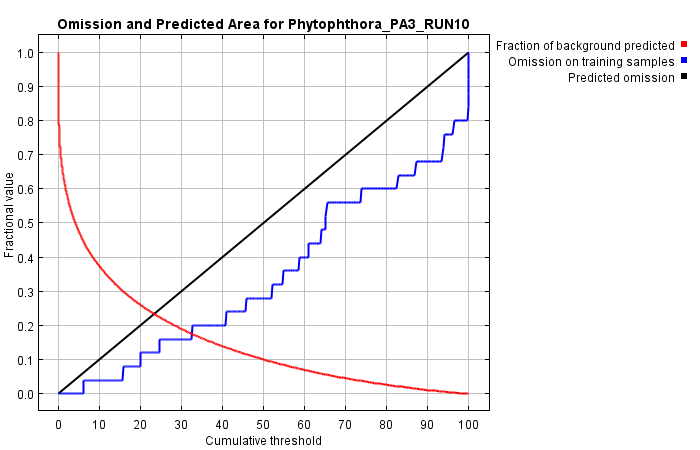 Omission and Predicted Area for Phytophthora_PA3_RUN10
Fraction of background predicted
Omission on training samples
Predicted omission
Fractional value
1.0
0.9
0.8
0.7
0.6
0.5
0.4
0.3
0.2
0.1
0.0
0 10 20 30 40 50 60 70 80 90 100
Cumulative threshold